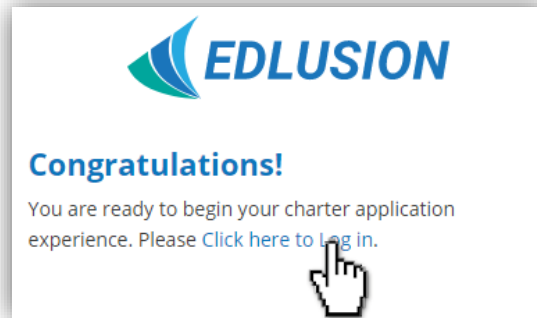 EDLUSION
Congratulations!
You are ready to begin your charter application
experience. Please Click here to Log in.